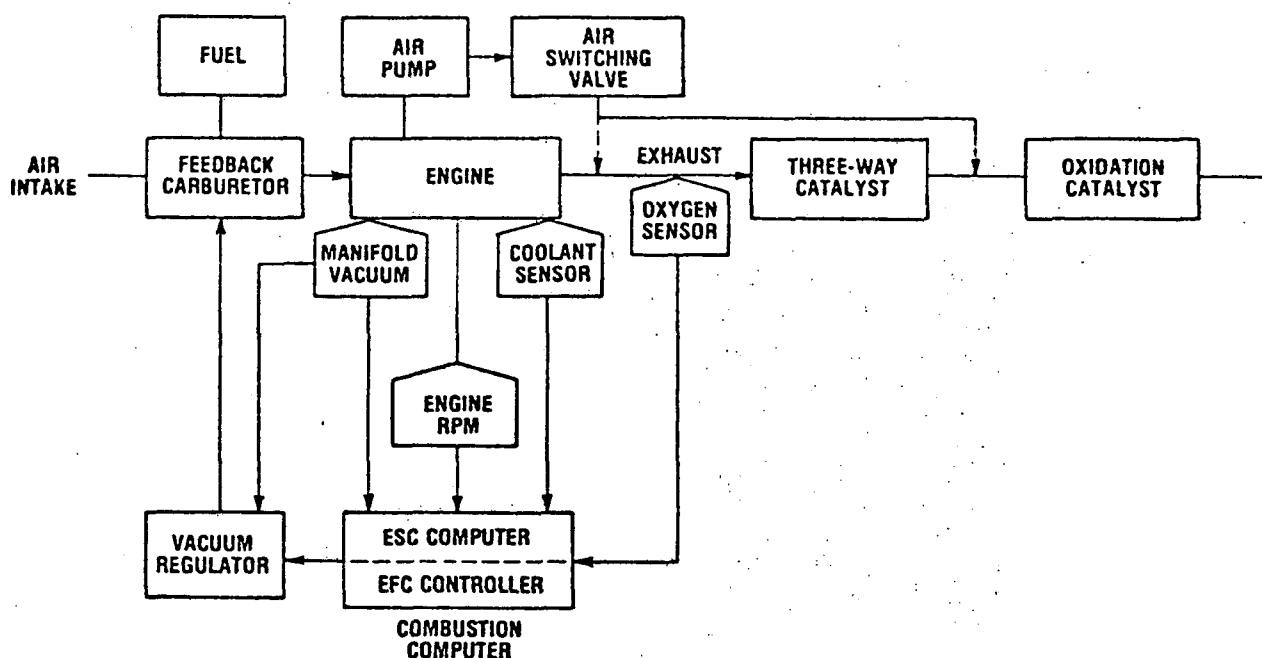 FUEL
AIR
PUMP
AIR
SWITCHING
VALVE
AIR
INTAKE
FEEDBACK
CARBURETOR
ENGINE
EXHAUST
THREE-WAY
CATALYST
OXIDATION
CATALYST
OXYGEN
SENSOR
MANIFOLD
VACUUM
COOLANT
SENSOR
ENGINE
RPM
VACUUM
REGULATOR
ESC COMPUTER
EFC CONTROLLER
COMBUSTION
COMPUTER